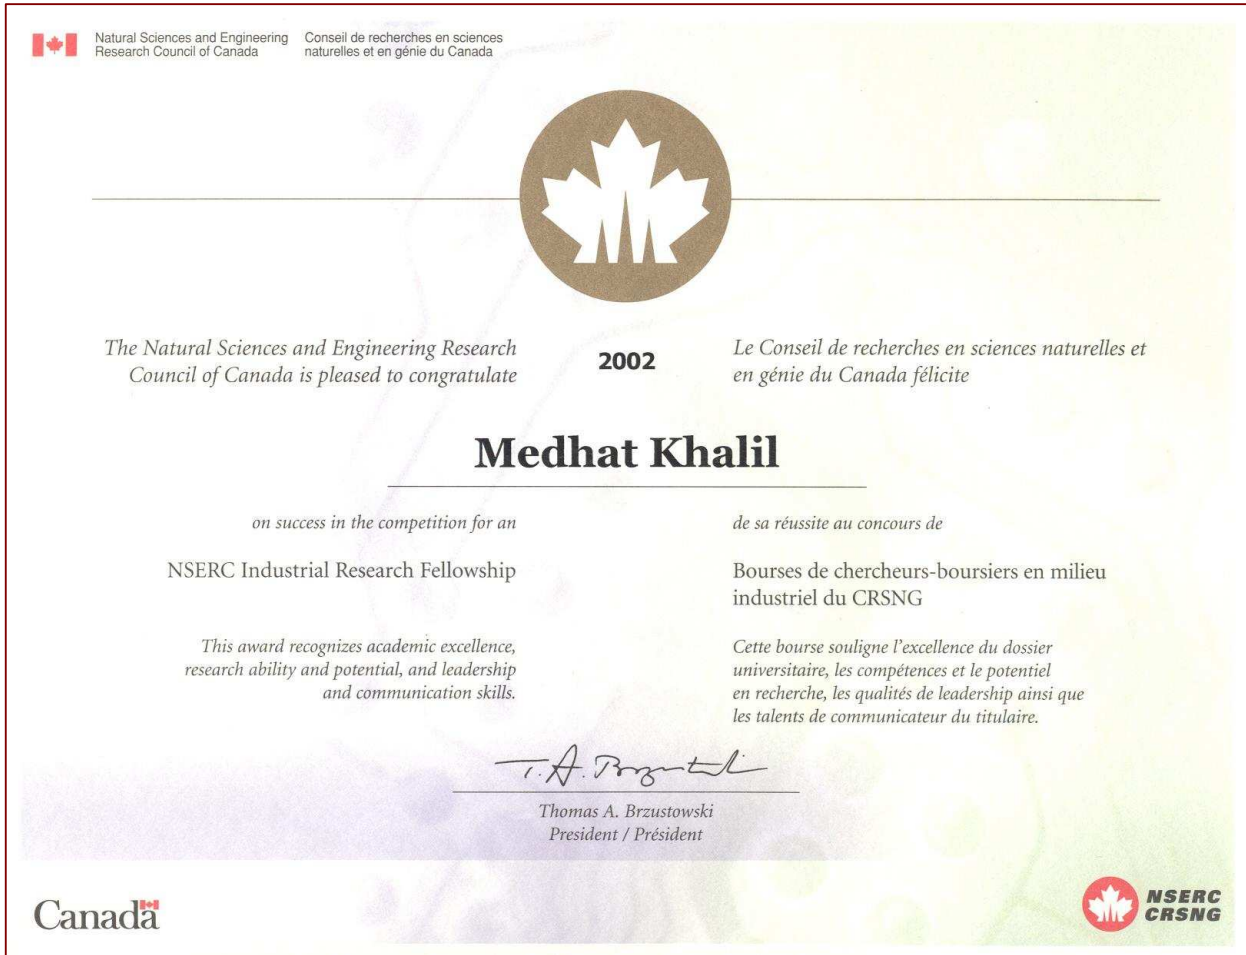 Natural Sciences and Engineering
Research Council of Canada
Conseil de recherches en sciences
naturelles et en génie du Canada
The Natural Sciences and Engineering Research
Council of Canada is pleased to congratulate
2002
Le Conseil de recherches en sciences naturelles et
en génie du Canada félicite
Medhat Khalil
on success in the competition for an
NSERC Industrial Research Fellowship
This award recognizes academic excellence,
research ability and potential, and leadership
and communication skills.
de sa réussite au concours de
Bourses de chercheurs-boursiers en milieu
industriel du CRSNG
Cette bourse souligne l'excellence du dossier
universitaire, les compétences et le potentiel
en recherche, les qualités de leadership ainsi que
les talents de communicateur du titulaire.
T. A. Brzustowski
Thomas A. Brzustowski
President / Président
Canada
NSERC
CRSNG